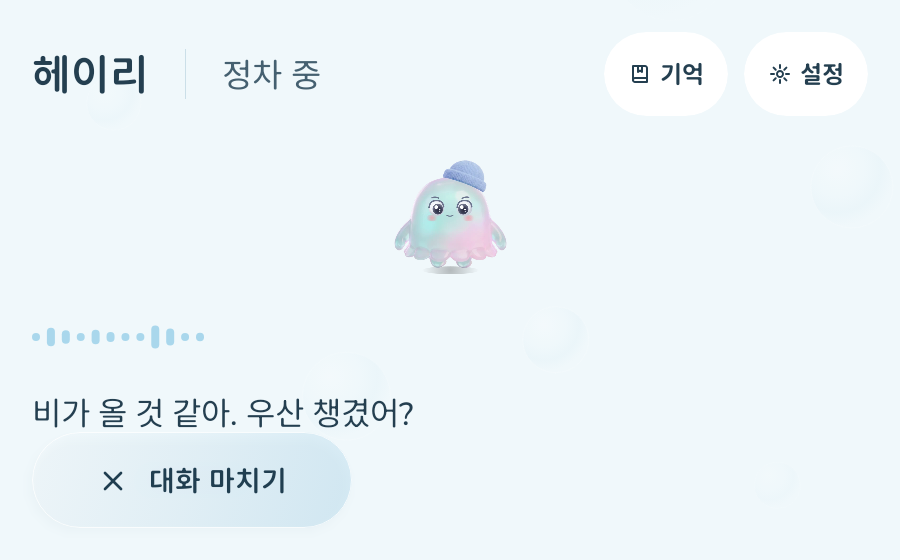 헤이리
정차 중
기억
설정
비가 올 것 같아. 우산 챙겼어?
대화 마치기